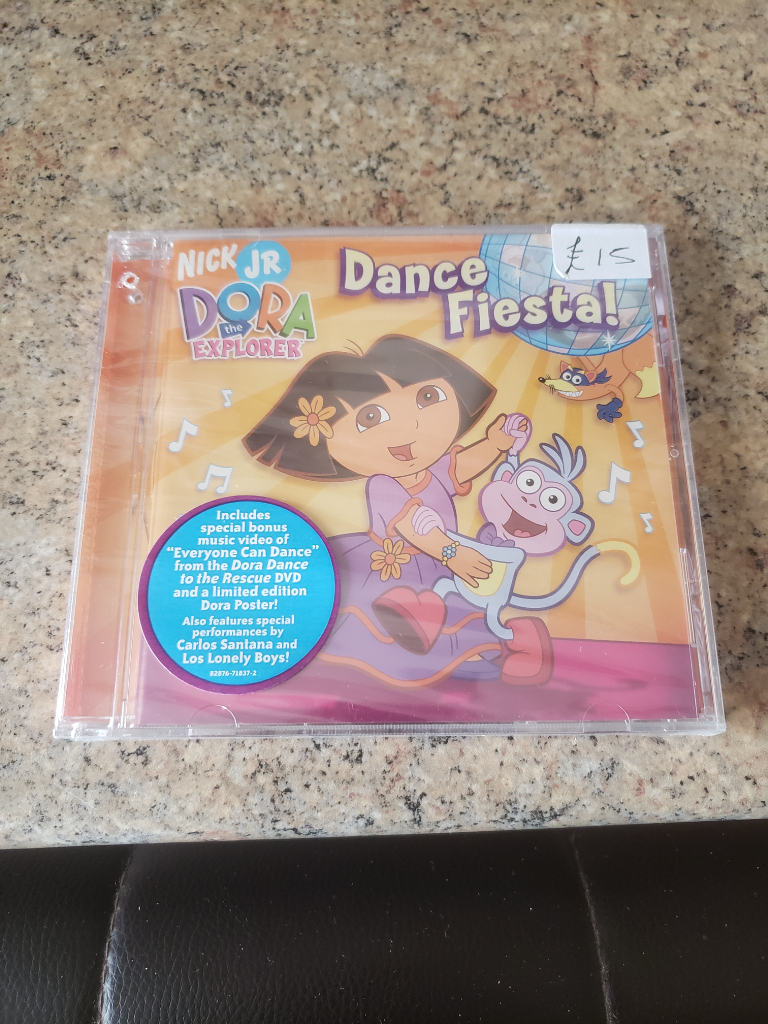 NICK JR
DORA
the
EXPLORER
Dance
Fiesta!
£15
Includes
special bonus
music video of
“Everyone Can Dance”
from the Dora Dance
to the Rescue DVD
and a limited edition
Dora Poster!
Also features special
performances by
Carlos Santana and
Los Lonely Boys!
82876-71837-2